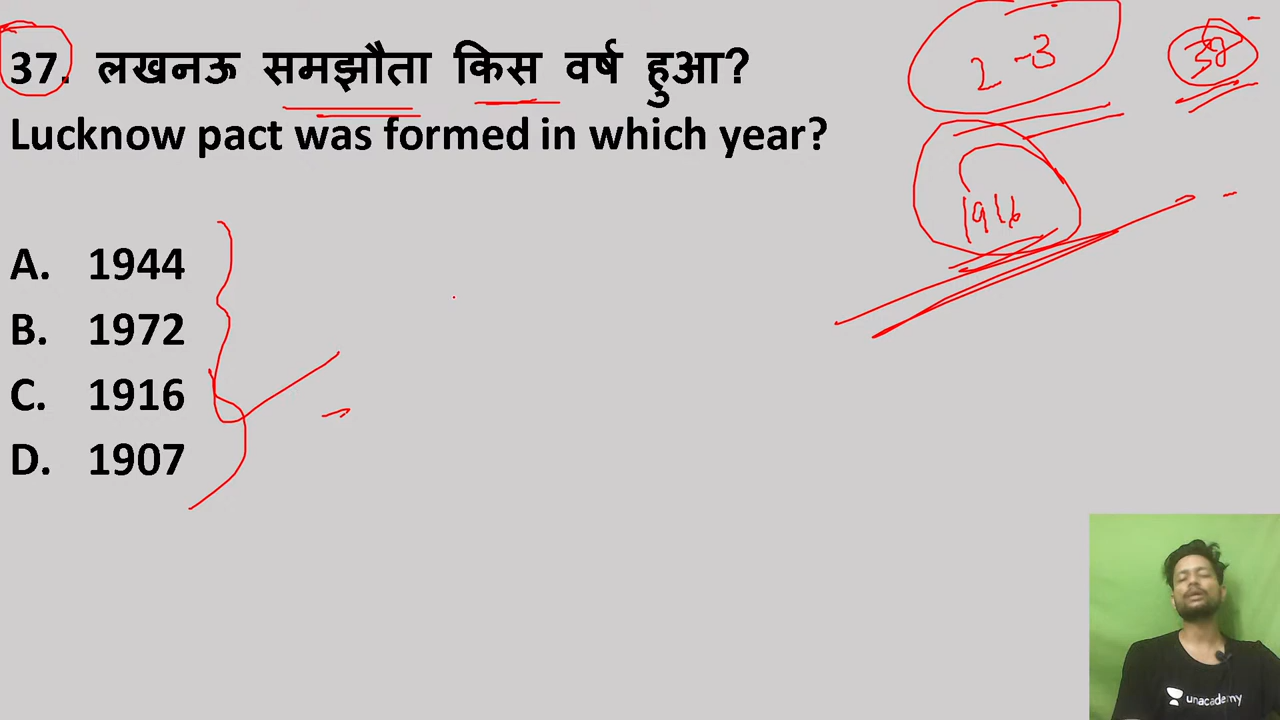 37. लखनऊ समझौता किस वर्ष हुआ?
Lucknow pact was formed in which year?
2-3
38
1916
A. 1944
B. 1972
C. 1916
D. 1907
unacademy